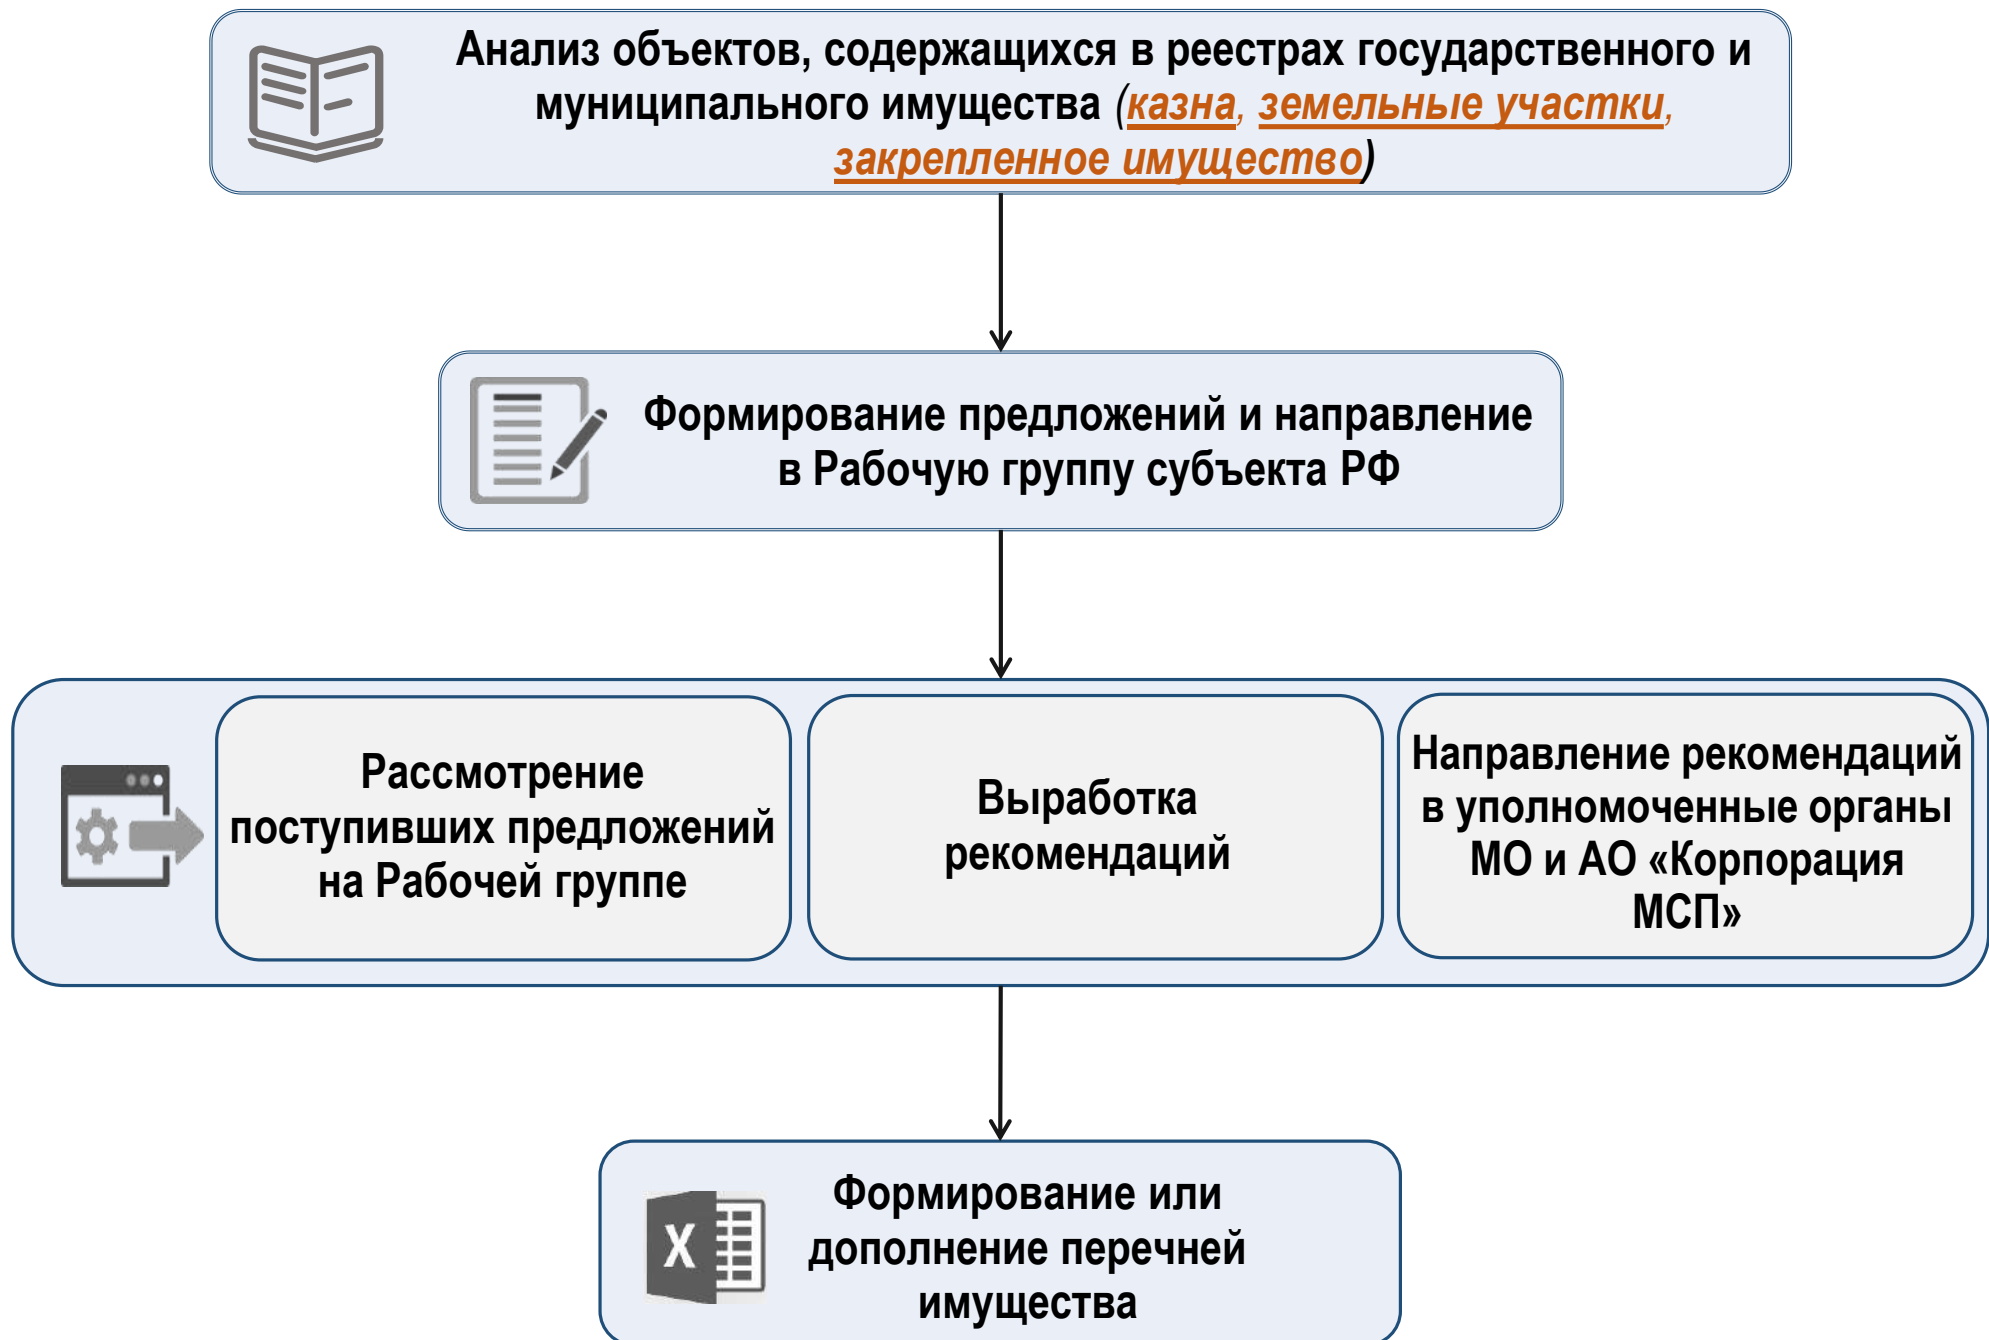 Анализ объектов, содержащихся в реестрах государственного и
муниципального имущества (казна, земельные участки,
закрепленное имущество)
Формирование предложений и направление
в Рабочую группу субъекта РФ
Рассмотрение
поступивших предложений
на Рабочей группе
Выработка
рекомендаций
Направление рекомендаций
в уполномоченные органы
МО и АО «Корпорация
МСП»
X
Формирование или
дополнение перечней
имущества